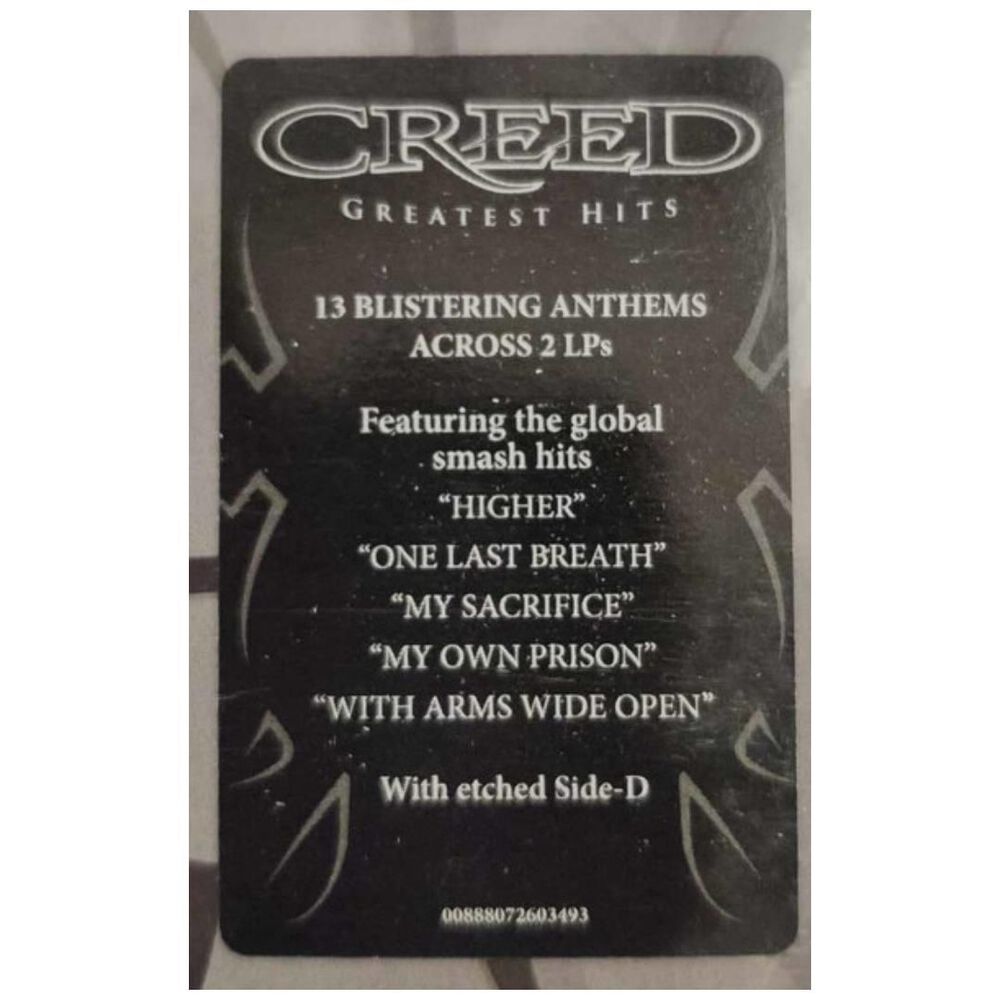 CREED
GREATEST HITS
13 BLISTERING ANTHEMS
ACROSS 2 LPs
Featuring the global
smash hits
“HIGHER”
“ONE LAST BREATH”
“MY SACRIFICE”
“MY OWN PRISON”
“WITH ARMS WIDE OPEN”
With etched Side-D
00888072603493